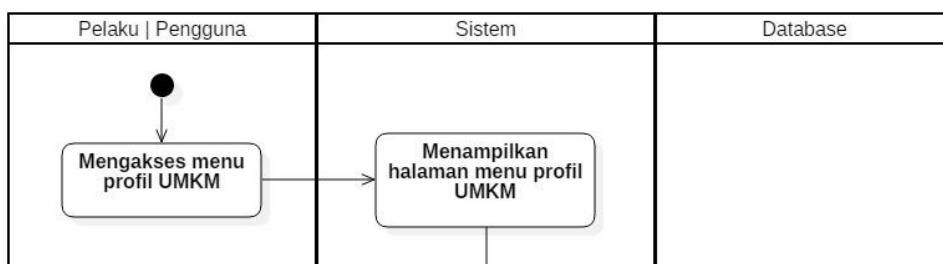 Pelaku | Pengguna
Sistem
Database
Mengakses menu
profil UMKM
Menampilkan
halaman menu profil
UMKM